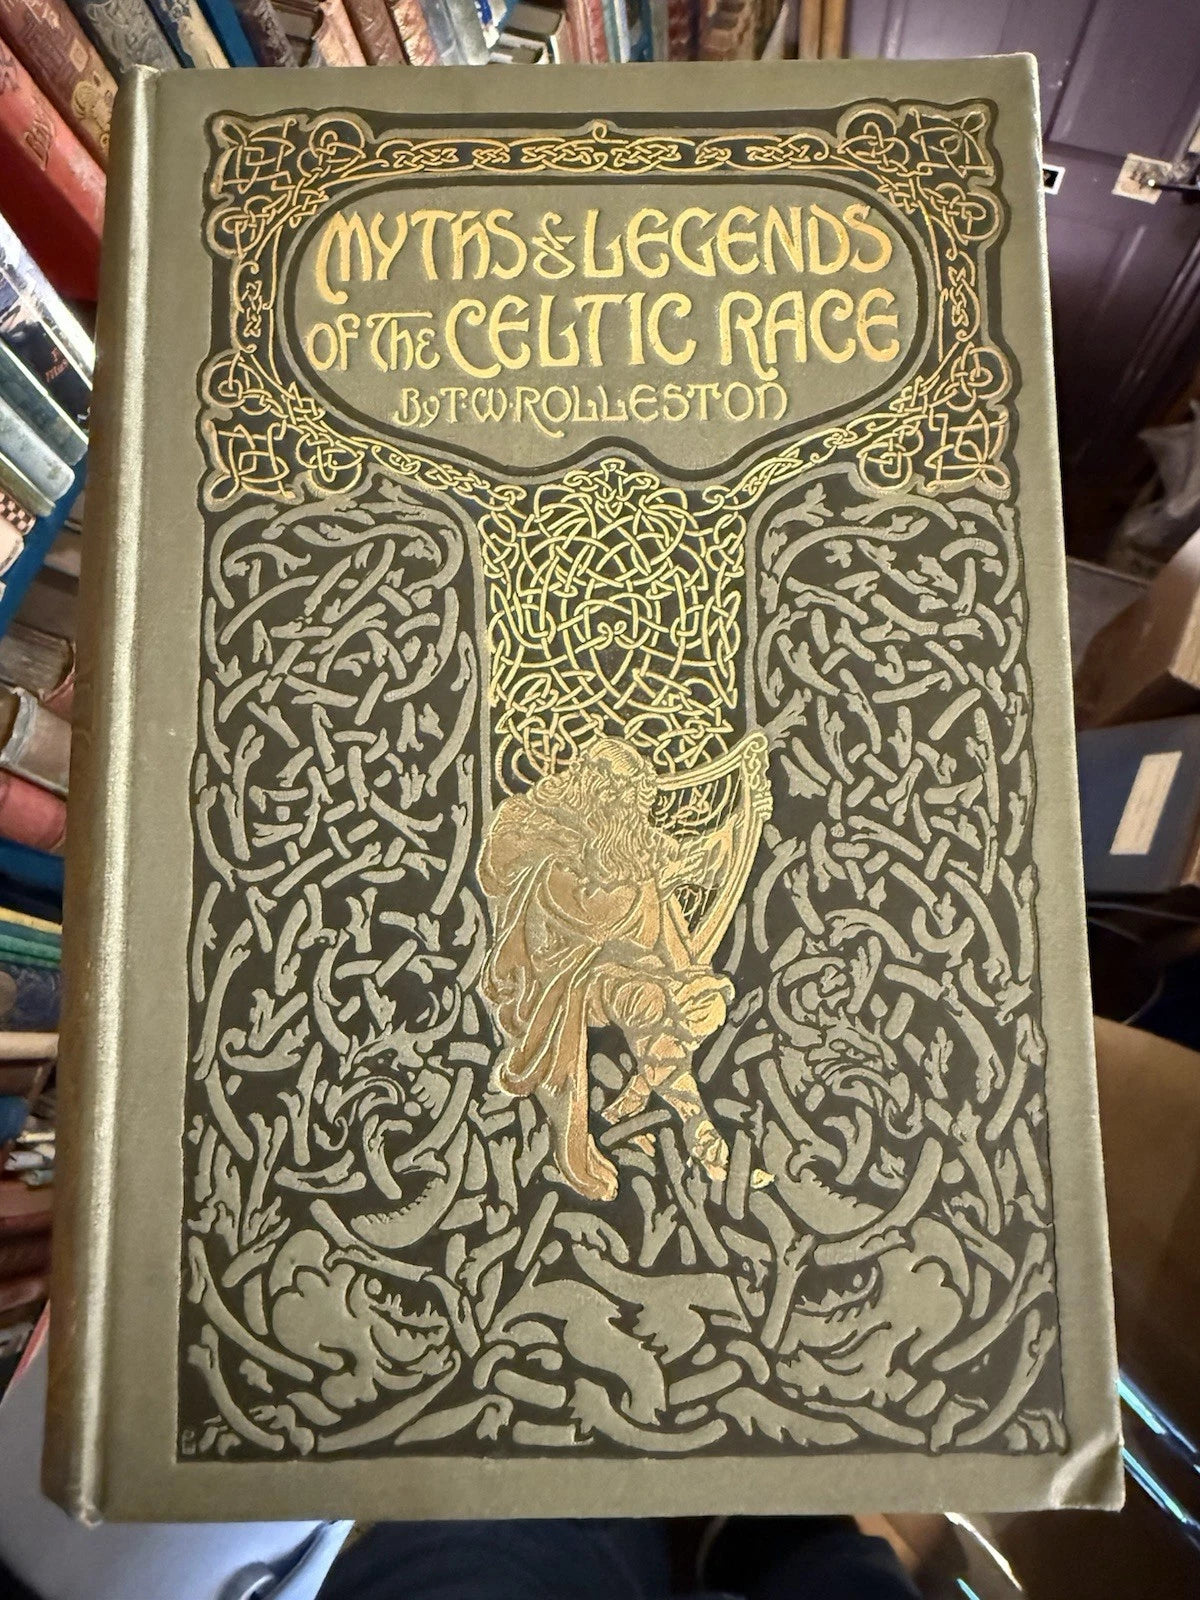 MYThS & LEGENDS
OF The CELTIC RACE
By T·W·ROLLESTON